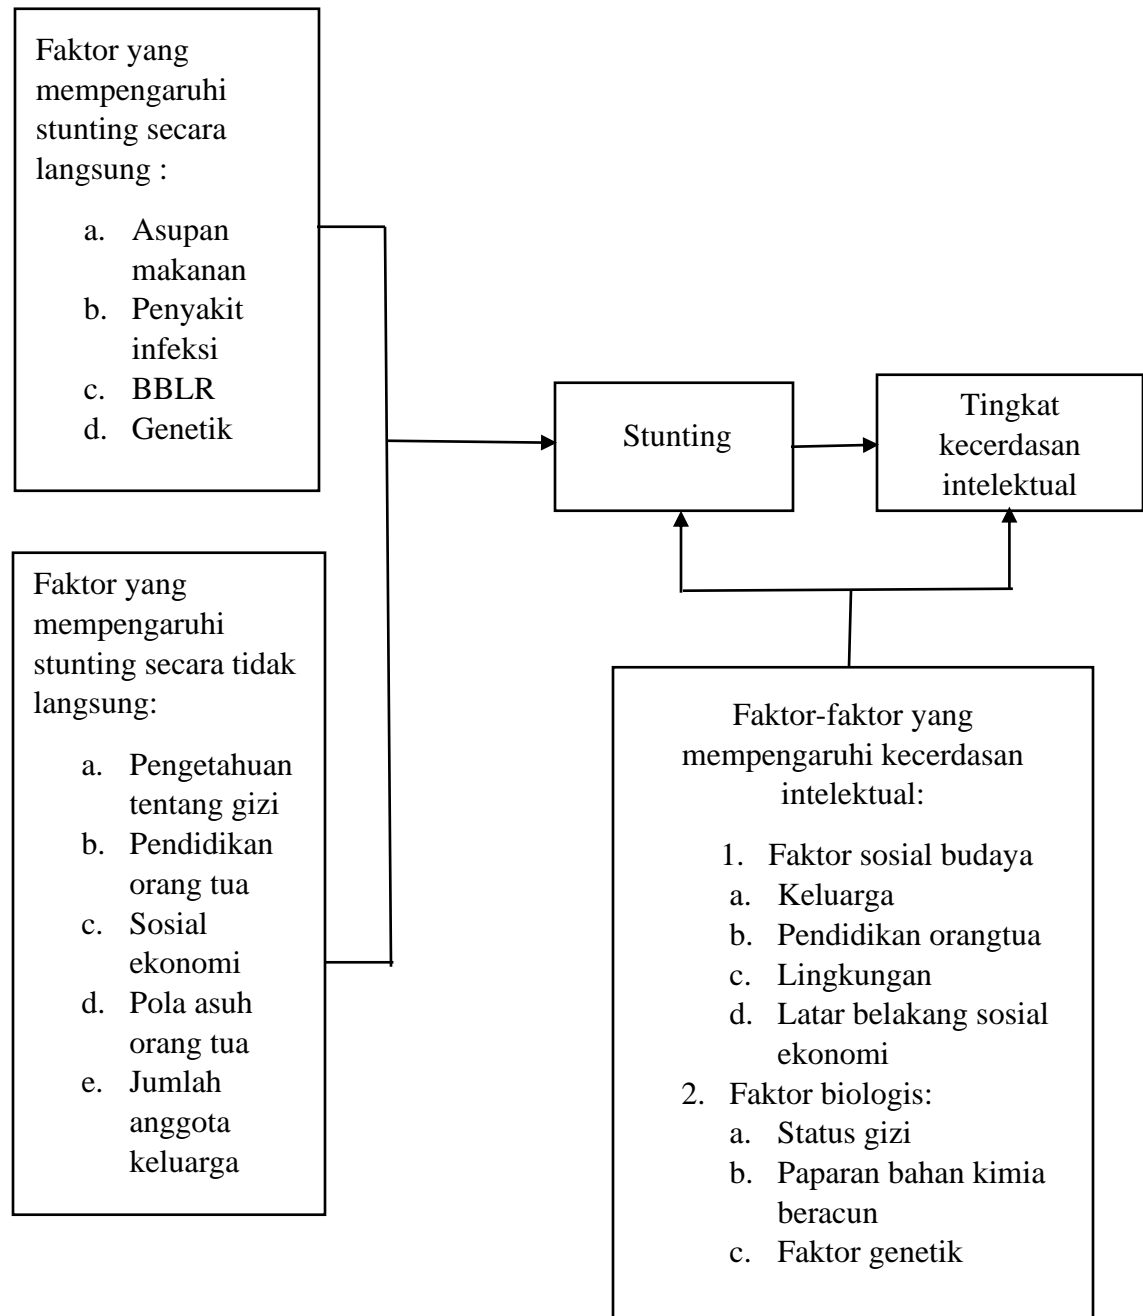 Faktor yang
mempengaruhi
stunting secara
langsung :
a. Asupan
makanan
b. Penyakit
infeksi
c. BBLR
d. Genetik
Stunting
Tingkat
kecerdasan
intelektual
Faktor yang
mempengaruhi
stunting secara tidak
langsung:
a. Pengetahuan
tentang gizi
b. Pendidikan
orang tua
c. Sosial
ekonomi
d. Pola asuh
orang tua
e. Jumlah
anggota
keluarga
Faktor-faktor yang
mempengaruhi kecerdasan
intelektual:
1. Faktor sosial budaya
a. Keluarga
b. Pendidikan orangtua
c. Lingkungan
d. Latar belakang sosial
ekonomi
2. Faktor biologis:
a. Status gizi
b. Paparan bahan kimia
beracun
c. Faktor genetik